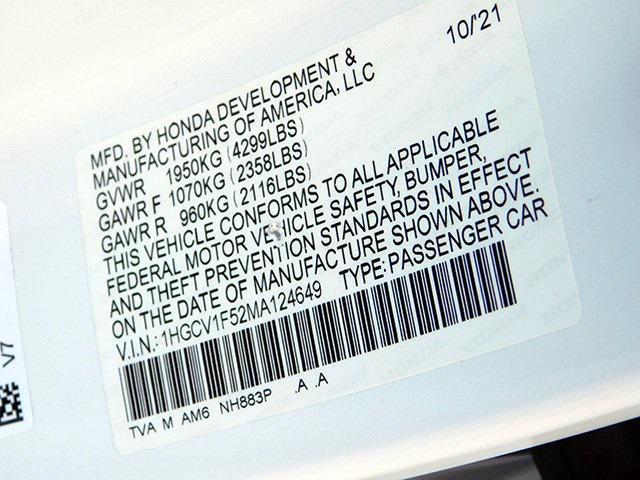 10/'21
MFD. BY HONDA DEVELOPMENT &
MANUFACTURING OF AMERICA, LLC
GVWR 1950KG (4299LBS)
GAWR F 1070KG (2358LBS)
GAWR R 960KG (2116LBS)
THIS VEHICLE CONFORMS TO ALL APPLICABLE
FEDERAL MOTOR VEHICLE SAFETY, BUMPER,
AND THEFT PREVENTION STANDARDS IN EFFECT
ON THE DATE OF MANUFACTURE SHOWN ABOVE.
V.I.N.: 1HGCV1F52MA124649 TYPE: PASSENGER CAR
TVA M AM6 NH883P .A .A
V7